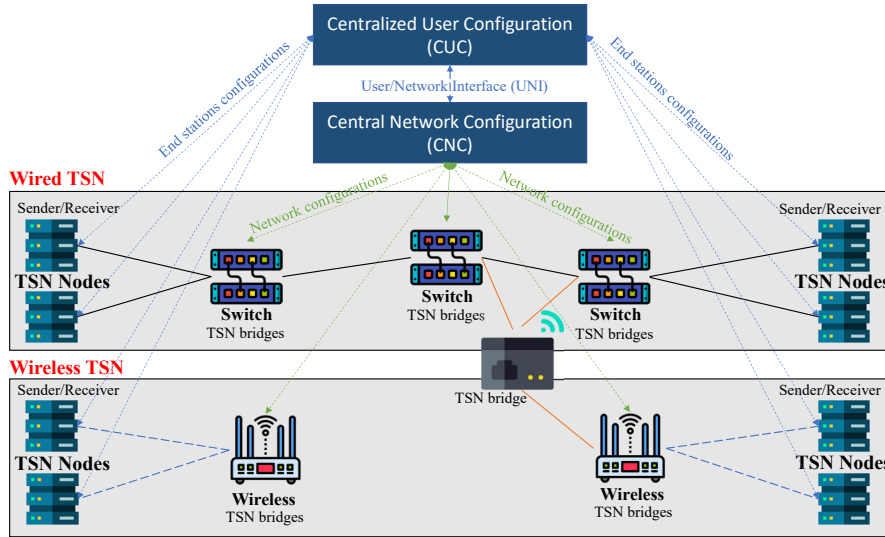 Centralized User Configuration
(CUC)
User/Network Interface (UNI)
Central Network Configuration
(CNC)
End stations configurations
End stations configurations
Wired TSN
Network configurations
Network configurations
Sender/Receiver
Sender/Receiver
TSN Nodes
TSN Nodes
Switch
TSN bridges
Switch
TSN bridges
Switch
TSN bridges
Wireless TSN
TSN bridge
Sender/Receiver
Sender/Receiver
TSN Nodes
TSN Nodes
Wireless
TSN bridges
Wireless
TSN bridges